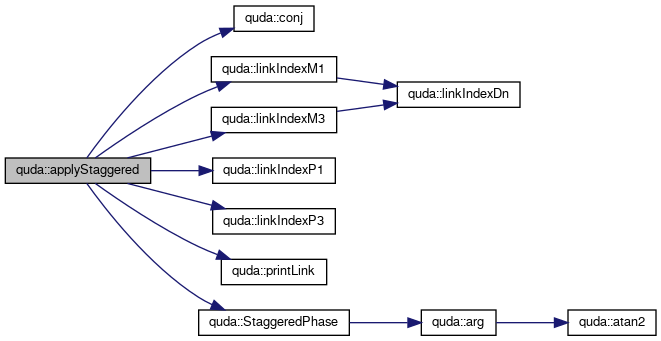 quda::conj
quda::linkIndexM1
quda::linkIndexDn
quda::linkIndexM3
quda::applyStaggered
quda::linkIndexP1
quda::linkIndexP3
quda::printLink
quda::StaggeredPhase
quda::arg
quda::atan2